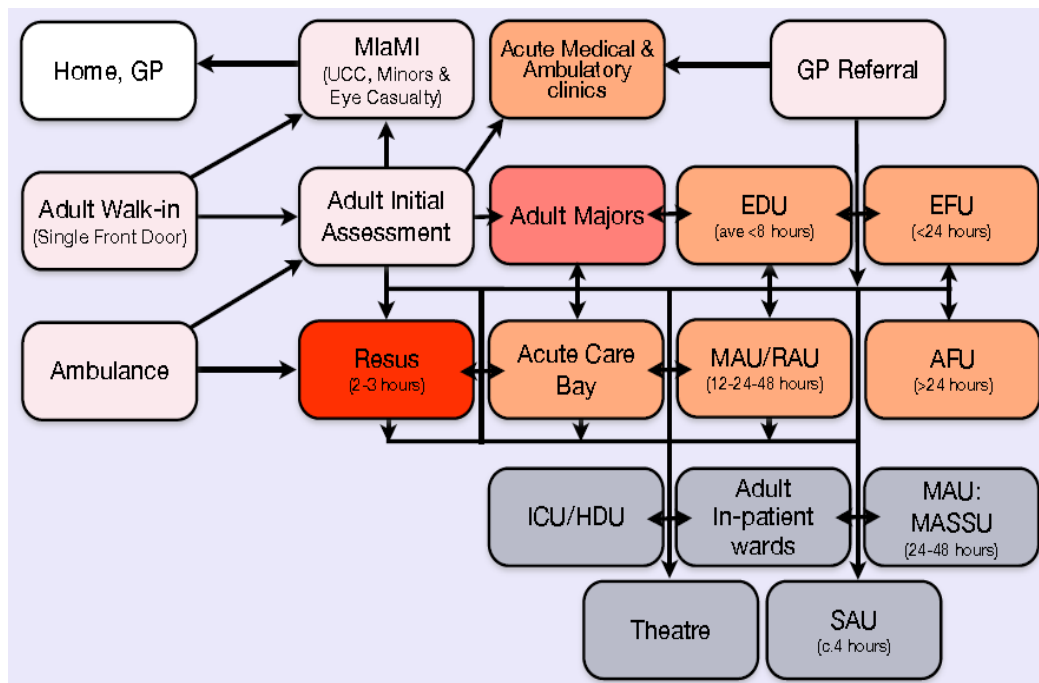 Home, GP
MIaMI
(UCC, Minors &
Eye Casualty)
Acute Medical &
Ambulatory
clinics
GP Referral
Adult Walk-in
(Single Front Door)
Adult Initial
Assessment
Adult Majors
EDU
(ave <8 hours)
EFU
(<24 hours)
Ambulance
Resus
(2-3 hours)
Acute Care
Bay
MAU/RAU
(12-24-48 hours)
AFU
(>24 hours)
ICU/HDU
Adult
In-patient
wards
MAU:
MASSU
(24-48 hours)
Theatre
SAU
(c.4 hours)